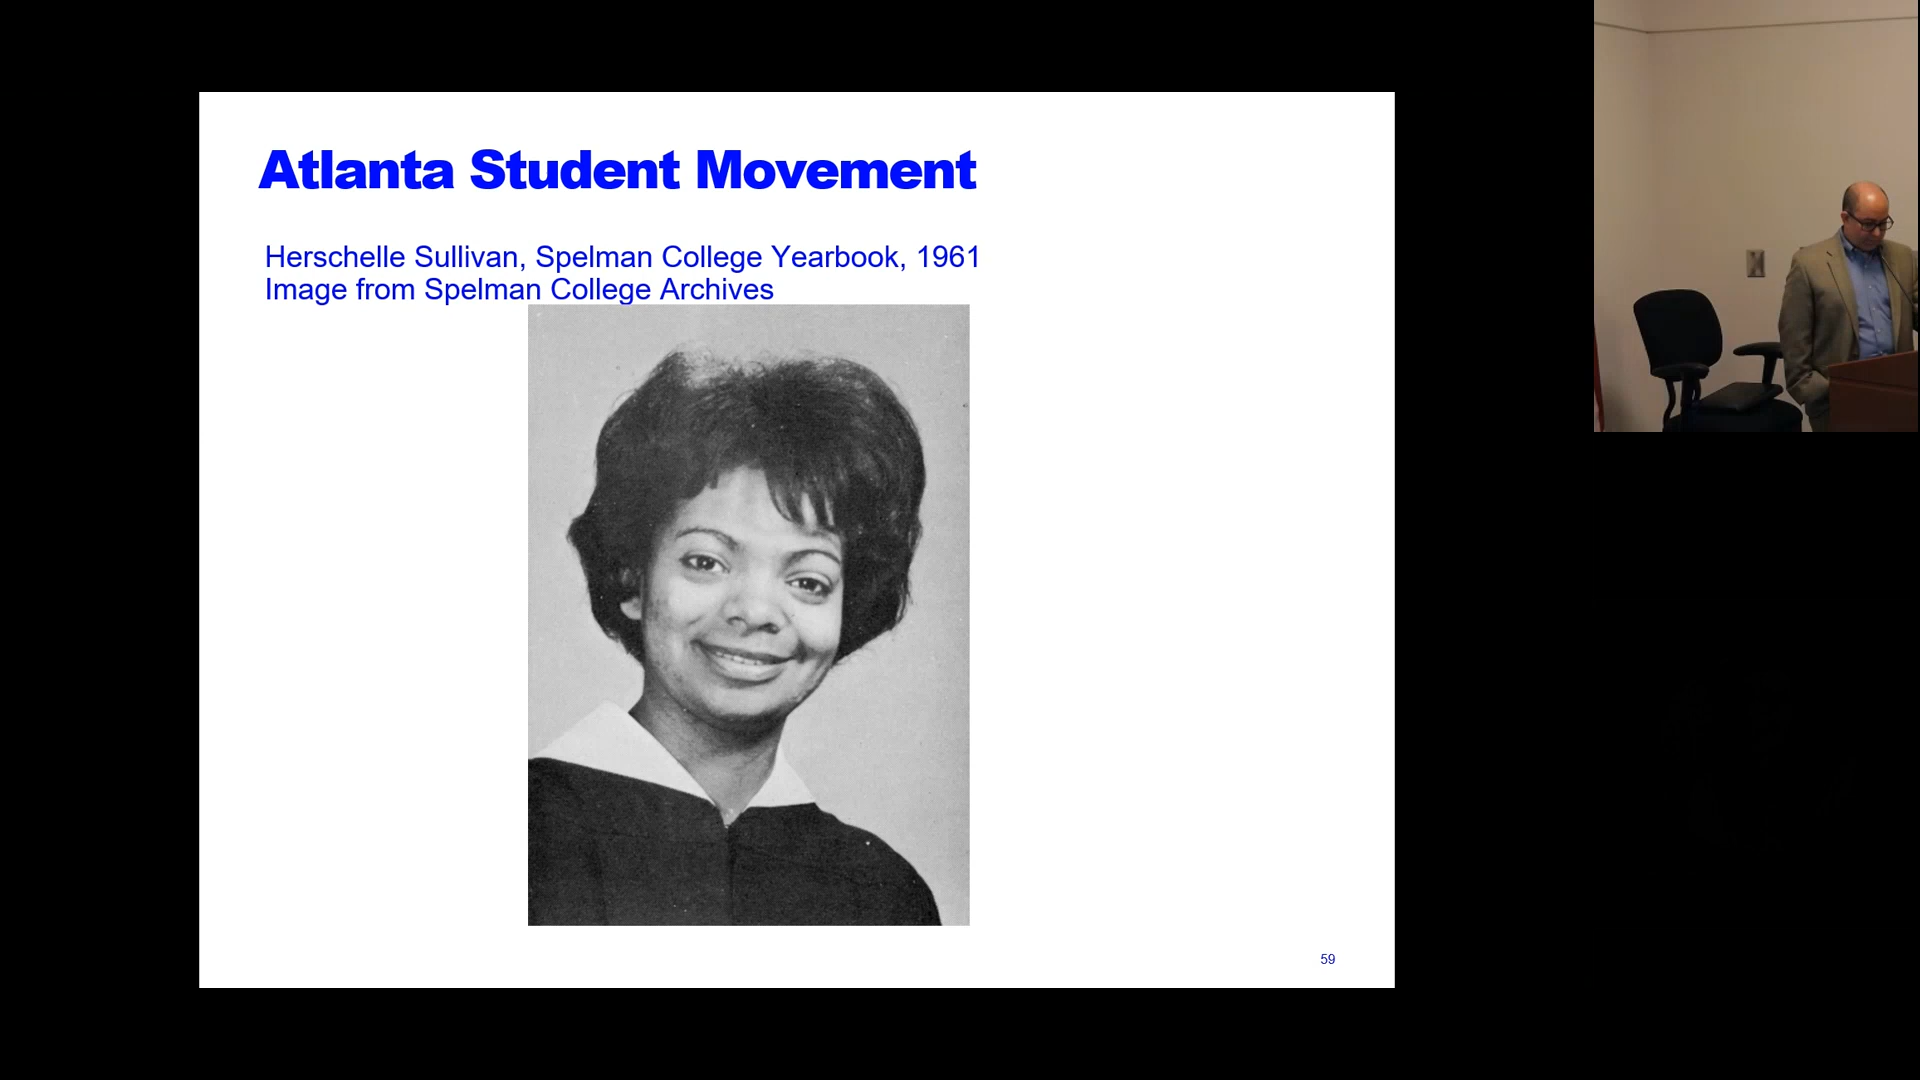 Atlanta Student Movement
Herschelle Sullivan, Spelman College Yearbook, 1961
Image from Spelman College Archives
59